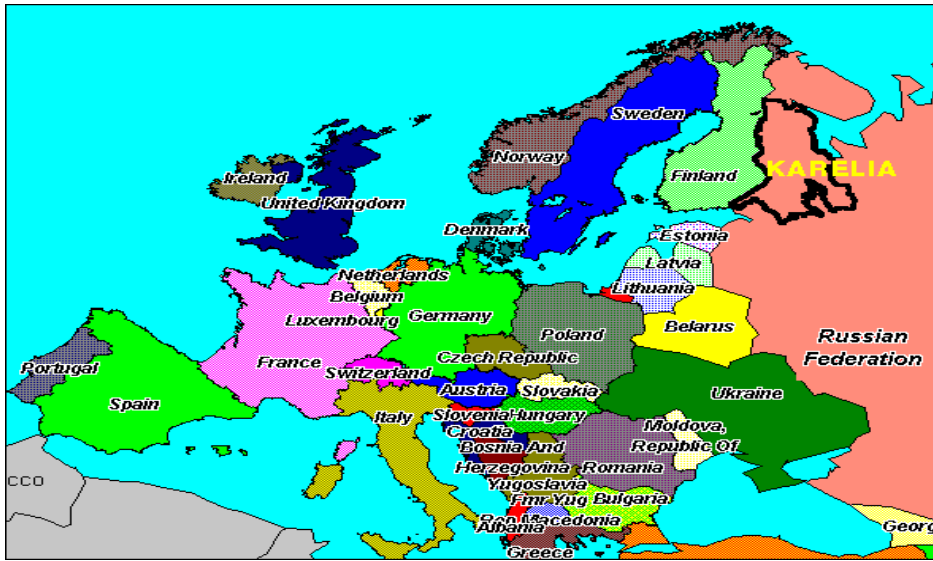 Sweden
Norway
Finland
KARELIA
Ireland
United Kingdom
Denmark
Estonia
Latvia
Lithuania
Netherlands
Belgium
Luxembourg
Germany
Poland
Belarus
Russian
Federation
Portugal
Spain
France
Switzerland
Czech Republic
Austria
Slovakia
Ukraine
Italy
Slovenia
Hungary
Croatia
Moldova,
Republic Of
Bosnia And
Herzegovina
Romania
Yugoslavia
Fmr Yug
Bulgaria
Macedonia
Albania
Greece
CCO
Georg